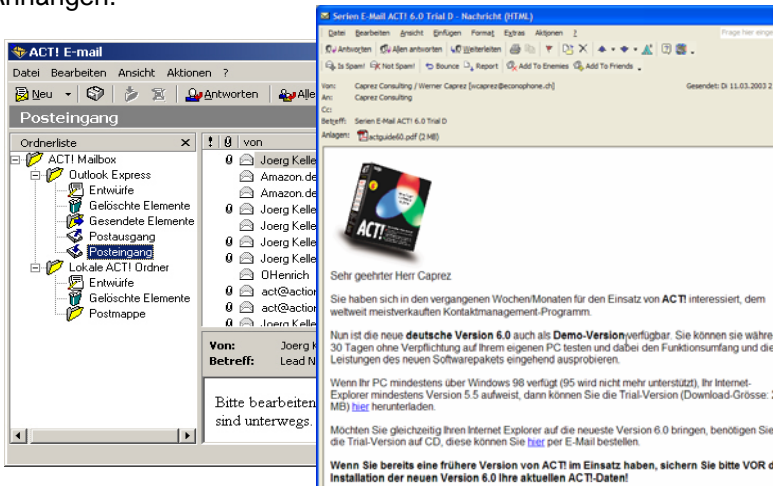 Anhängen.
ACT! E-mail
Datei Bearbeiten Ansicht Aktionen ?
Neu Antworten Alle
Posteingang
Ordnerliste
ACT! Mailbox
Outlook Express
Entwürfe
Gelöschte Elemente
Gesendete Elemente
Postausgang
Posteingang
Lokale ACT! Ordner
Entwürfe
Gelöschte Elemente
Postmappe
! von
Joerg Kelle
Amazon.de
Amazon.de
Joerg Kelle
Joerg Kelle
Joerg Kelle
Joerg Kelle
OHenrich
act@action
act@action
Joerg Kelle
Von: Joerg K
Betreff: Lead N
Bitte bearbeiten
sind unterwegs.
Serien E-Mail ACT! 6.0 Trial D - Nachricht (HTML)
Datei Bearbeiten Ansicht Einfügen Format Extras Aktionen ?
Frage hier einge
Antworten Allen antworten Weiterleiten
Is Spam! Not Spam! Bounce Report Add To Enemies Add To Friends
Von: Caprez Consulting / Werner Caprez [wcaprez@econophone.ch]
Gesendet: Di 11.03.2003 2
An: Caprez Consulting
Cc:
Betreff: Serien E-Mail ACT! 6.0 Trial D
Anlagen: actguide60.pdf (2 MB)
ACT!
Sehr geehrter Herr Caprez
Sie haben sich in den vergangenen Wochen/Monaten für den Einsatz von ACT! interessiert, dem
weltweit meistverkauften Kontaktmanagement-Programm.
Nun ist die neue deutsche Version 6.0 auch als Demo-Version verfügbar. Sie können sie währe
30 Tagen ohne Verpflichtung auf Ihrem eigenen PC testen und dabei den Funktionsumfang und die
Leistungen des neuen Softwarepakets eingehend ausprobieren.
Wenn Ihr PC mindestens über Windows 98 verfügt (95 wird nicht mehr unterstützt), Ihr Internet-
Explorer mindestens Version 5.5 aufweist, dann können Sie die Trial-Version (Download-Grösse: 2
MB) hier herunterladen.
Möchten Sie gleichzeitig Ihren Internet Explorer auf die neueste Version 6.0 bringen, benötigen Sie
die Trial-Version auf CD, diese können Sie hier per E-Mail bestellen.
Wenn Sie bereits eine frühere Version von ACT! im Einsatz haben, sichern Sie bitte VOR d
Installation der neuen Version 6.0 Ihre aktuellen ACT!-Daten!